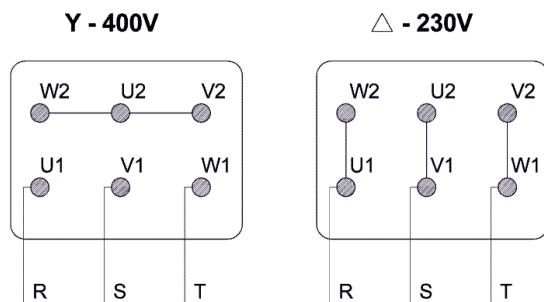 Y - 400V
△ - 230V
W2 U2 V2
U1 V1 W1
R S T
W2 U2 V2
U1 V1 W1
R S T